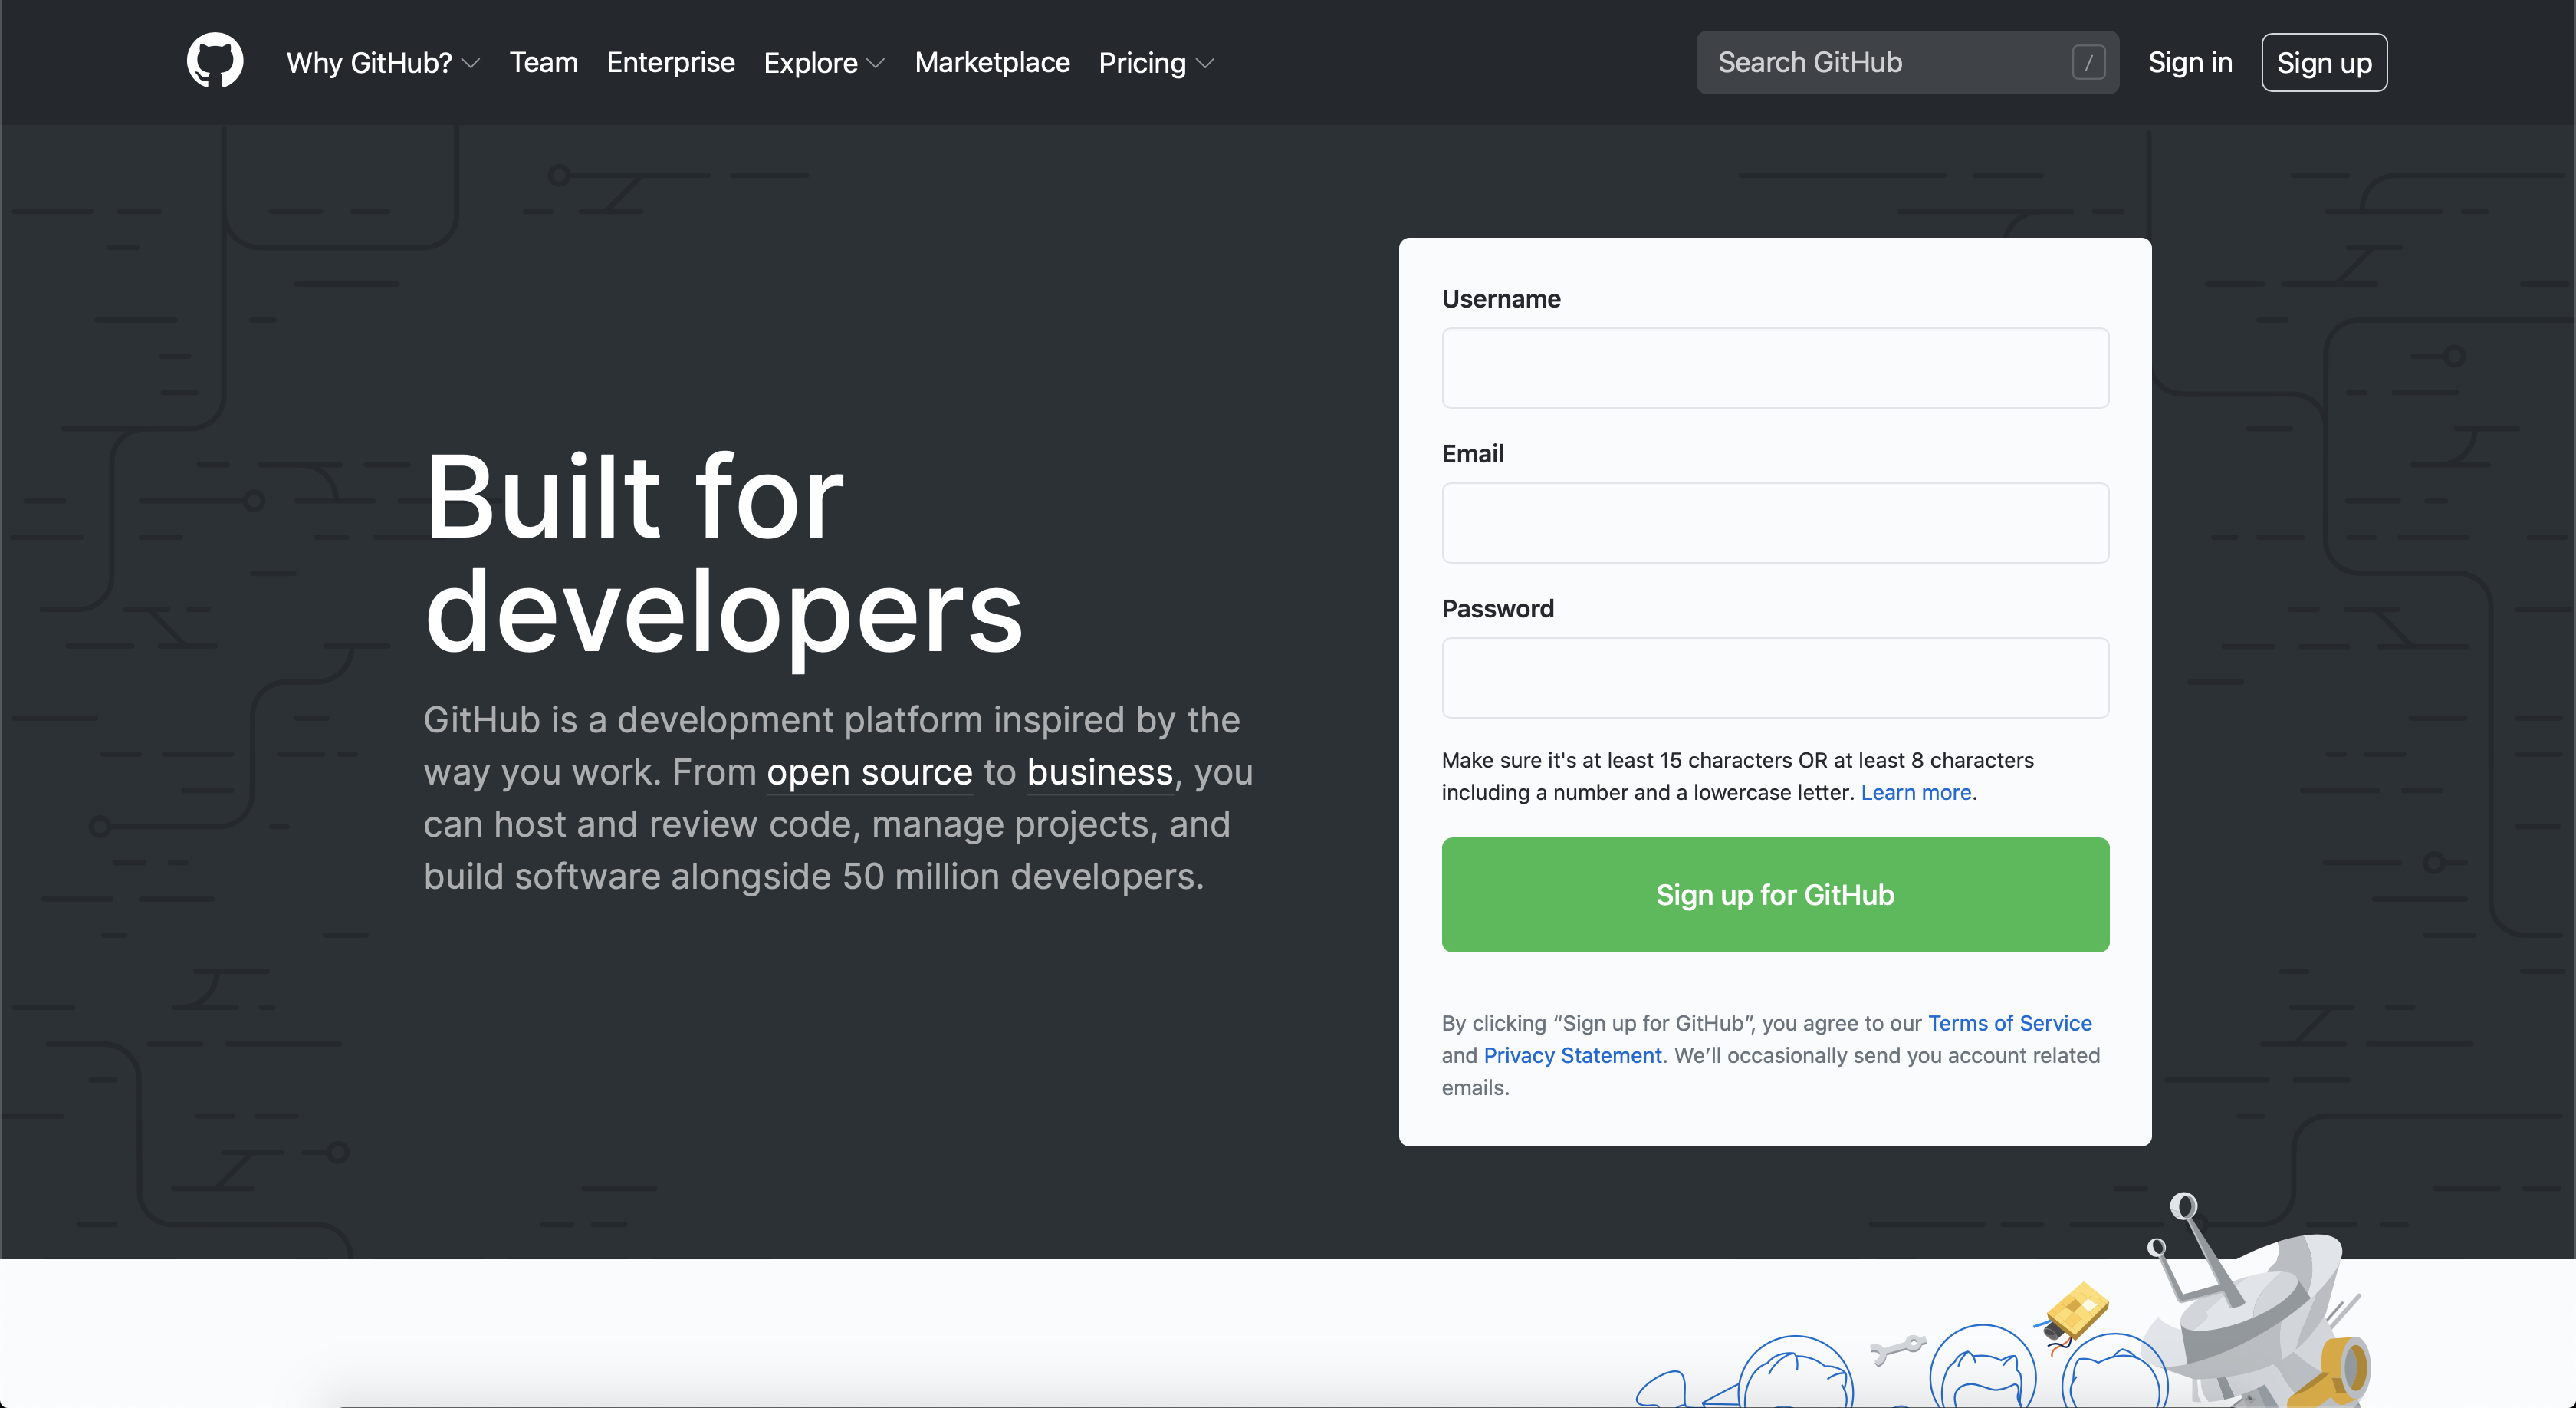 Why GitHub? Team Enterprise Explore Marketplace Pricing Search GitHub / Sign in Sign up
Built for
developers
GitHub is a development platform inspired by the
way you work. From open source to business, you
can host and review code, manage projects, and
build software alongside 50 million developers.
Username
Email
Password
Make sure it's at least 15 characters OR at least 8 characters
including a number and a lowercase letter. Learn more.
Sign up for GitHub
By clicking “Sign up for GitHub”, you agree to our Terms of Service
and Privacy Statement. We’ll occasionally send you account related
emails.